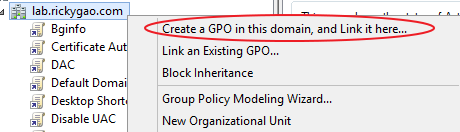 lab.rickygao.com
Bginfo
Certificate Aut
DAC
Default Domai
Desktop Shorte
Disable UAC
Create a GPO in this domain, and Link it here...
Link an Existing GPO...
Block Inheritance
Group Policy Modeling Wizard...
New Organizational Unit